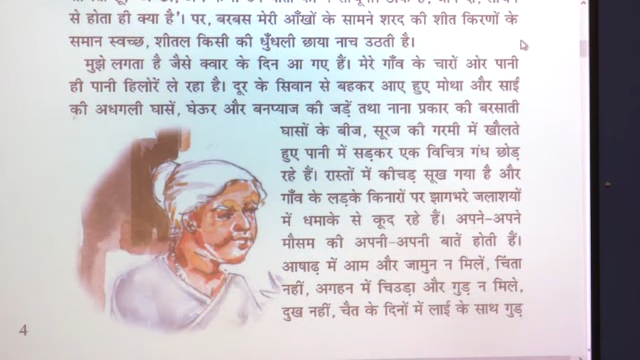 से होता ही क्या है'। पर, बरबस मेरी आँखों के सामने शरद की शीत किरणों के
समान स्वच्छ, शीतल किसी की धुँधली छाया नाच उठती है।
मुझे लगता है जैसे क्वार के दिन आ गए हैं। मेरे गाँव के चारों ओर पानी
ही पानी हिलोरें ले रहा है। दूर के सिवान से बहकर आए हुए मोथा और साईं
की अधगली घासें, घेऊर और बनप्याज की जड़ें तथा नाना प्रकार की बरसाती
घासों के बीज, सूरज की गरमी में खौलते
हुए पानी में सड़कर एक विचित्र गंध छोड़
रहे हैं। रास्तों में कीचड़ सूख गया है और
गाँव के लड़के किनारों पर झागभरे जलाशयों
में धमाके से कूद रहे हैं। अपने-अपने
मौसम की अपनी-अपनी बातें होती हैं।
आषाढ़ में आम और जामुन न मिलें, चिंता
नहीं, अगहन में चिउड़ा और गुड़ न मिले,
दुख नहीं, चैत के दिनों में लाई के साथ गुड़
4